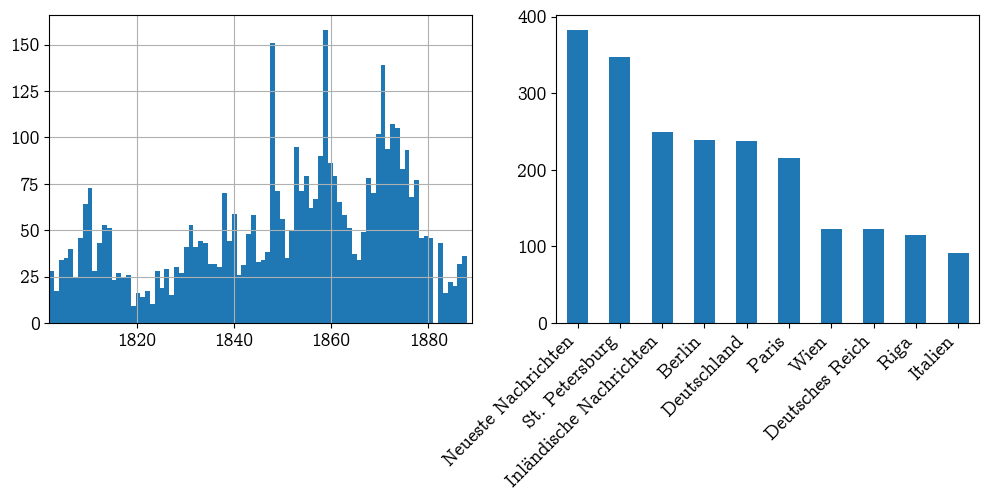 150
125
100
75
50
25
0
1820 1840 1860 1880
400
300
200
100
0
Neueste Nachrichten
St. Petersburg
Inländische Nachrichten
Berlin
Deutschland
Paris
Wien
Deutsches Reich
Riga
Italien